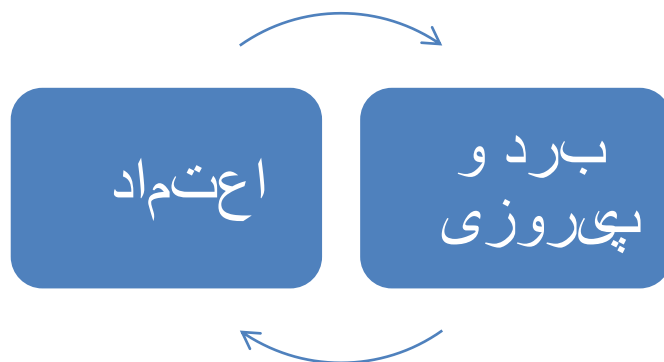 برد و
پیروزی
اعتماد